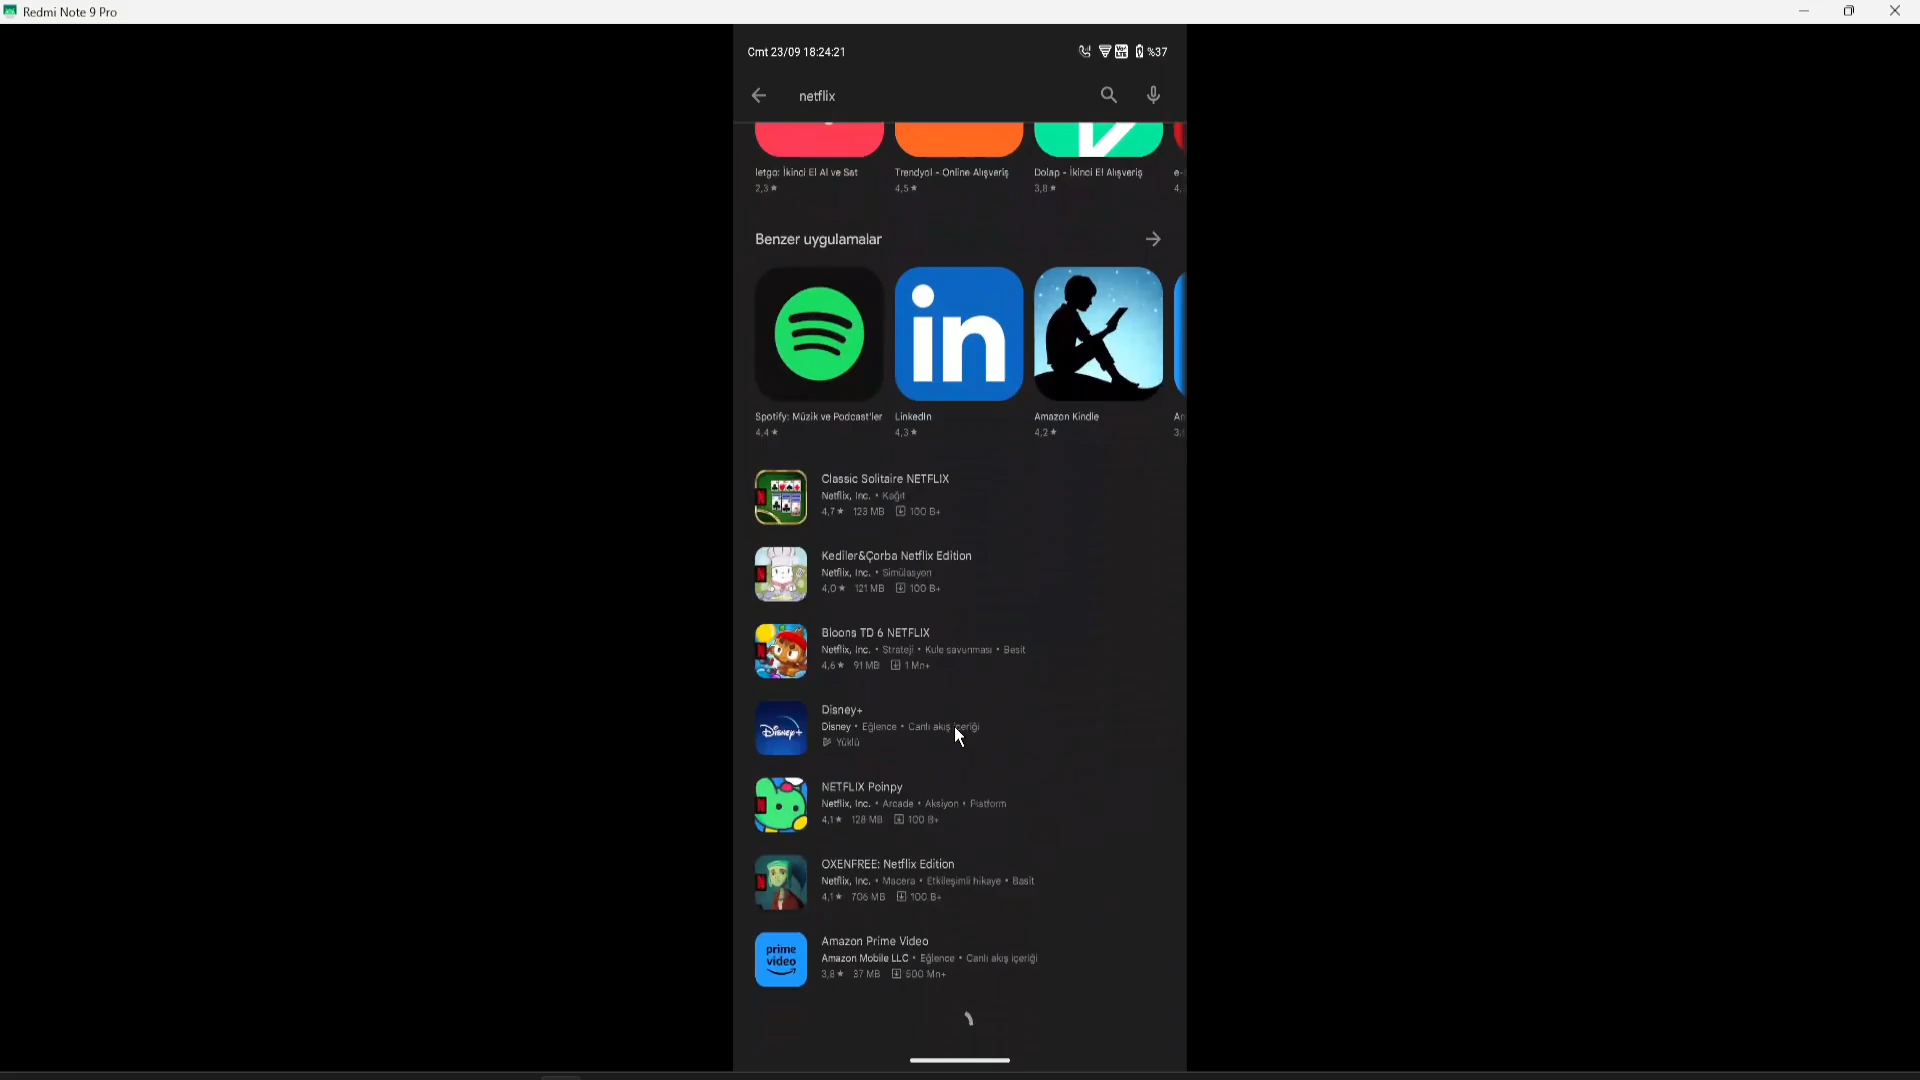 Redmi Note 9 Pro
Cmt 23/09 18:24:21
%37
netflix
letgo: İkinci El Al ve Sat
2,3★
Trendyol - Online Alışveriş
4,5★
Dolap - İkinci El Alışveriş
3,8★
e-
4,
Benzer uygulamalar
in
Spotify: Müzik ve Podcast'ler
4,4★
LinkedIn
4,3★
Amazon Kindle
4,2★
3,
Classic Solitaire NETFLIX
Netflix, Inc. • Kağıt
4,7★ 123 MB 100 B+
Kediler&Çorba Netflix Edition
Netflix, Inc. • Simülasyon
4,0★ 121 MB 100 B+
Bloons TD 6 NETFLIX
Netflix, Inc. • Strateji • Kule savunması • Basit
4,6★ 91 MB 1 Mn+
Disney+
Disney+
Disney • Eğlence • Canlı akış içeriği
Yüklü
NETFLIX Poinpy
Netflix, Inc. • Arcade • Aksiyon • Platform
4,1★ 128 MB 100 B+
OXENFREE: Netflix Edition
Netflix, Inc. • Macera • Etkileşimli hikaye • Basit
4,1★ 706 MB 100 B+
prime
video
Amazon Prime Video
Amazon Mobile LLC • Eğlence • Canlı akış içeriği
3,8★ 37 MB 500 Mn+